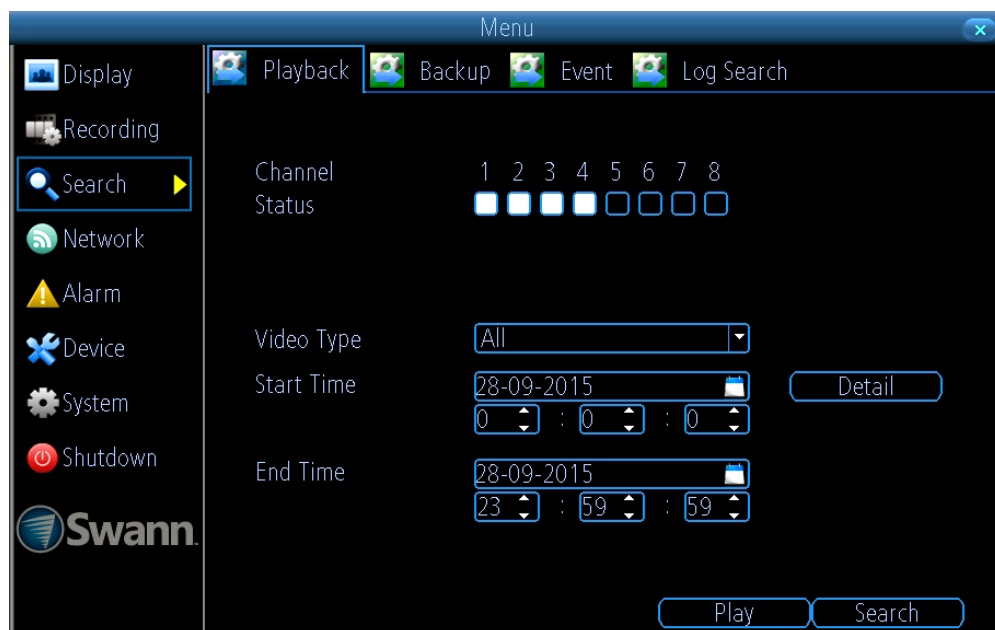 Menu
Display
Recording
Search
Network
Alarm
Device
System
Shutdown
Swann
Playback Backup Event Log Search
Channel 1 2 3 4 5 6 7 8
Status
Video Type All
Start Time 28-09-2015 Detail
0 : 0 : 0
End Time 28-09-2015
23 : 59 : 59
Play Search